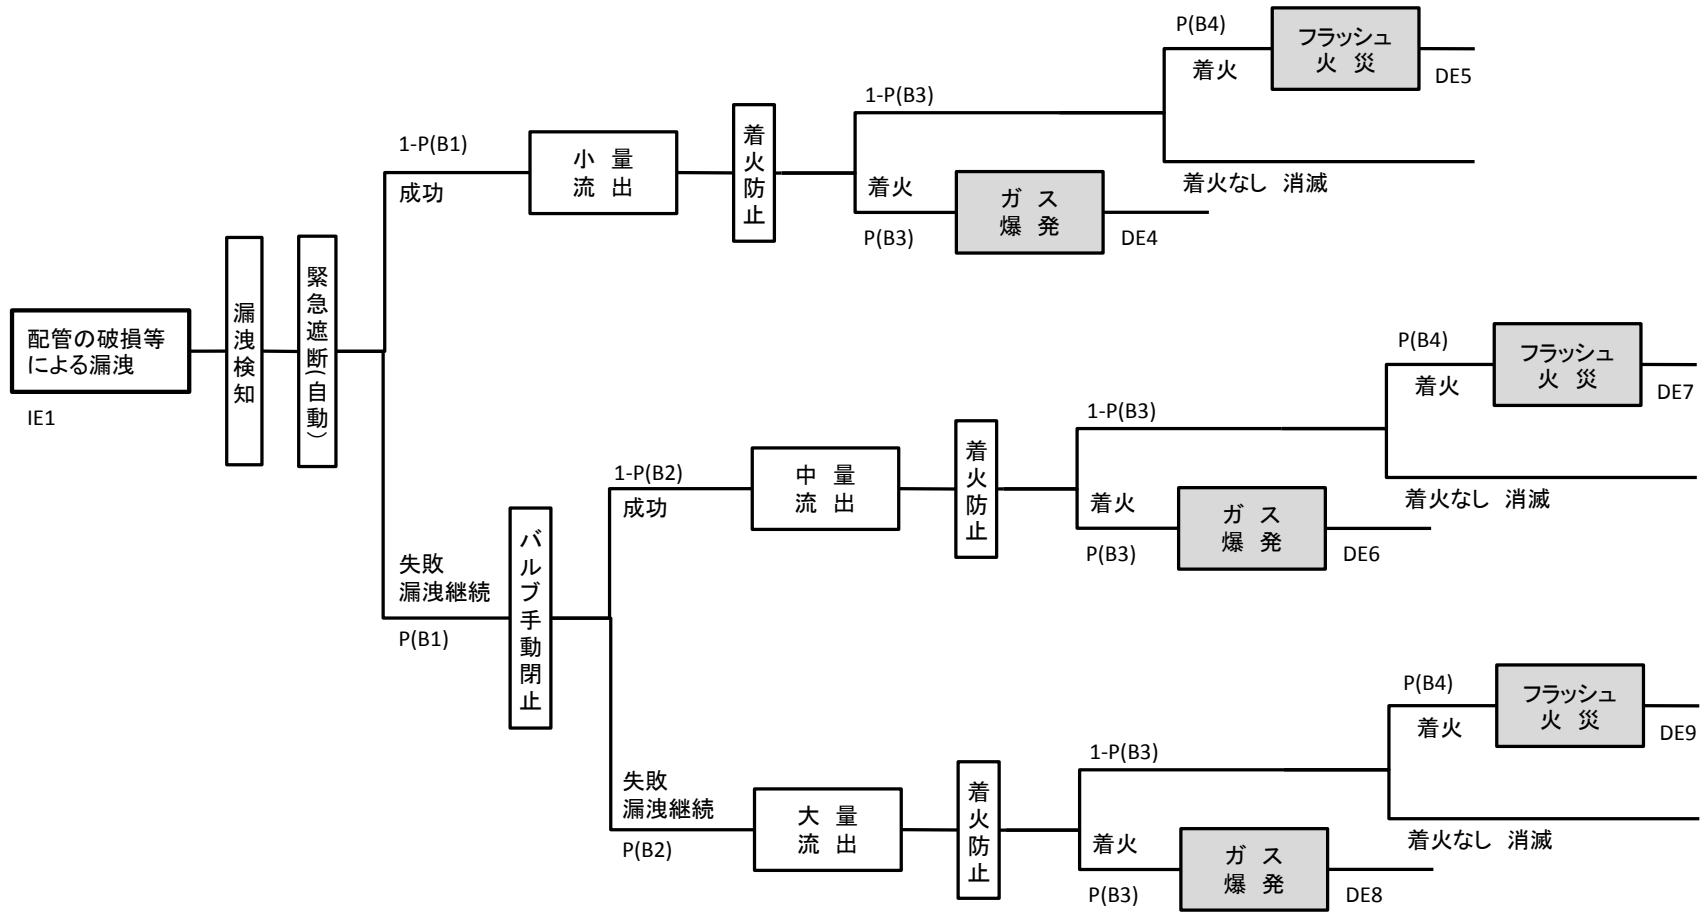 配管の破損等
による漏洩
IE1
漏洩検知
緊急遮断(自動)
1-P(B1)
成功
小 量
流 出
着火防止
1-P(B3)
着火
P(B3)
ガ ス
爆 発
DE4
P(B4)
着火
フラッシュ
火 災
DE5
着火なし 消滅
失敗
漏洩継続
P(B1)
バルブ手動閉止
1-P(B2)
成功
中 量
流 出
着火防止
1-P(B3)
着火
P(B3)
ガ ス
爆 発
DE6
P(B4)
着火
フラッシュ
火 災
DE7
着火なし 消滅
失敗
漏洩継続
P(B2)
大 量
流 出
着火防止
1-P(B3)
着火
P(B3)
ガ ス
爆 発
DE8
P(B4)
着火
フラッシュ
火 災
DE9
着火なし 消滅